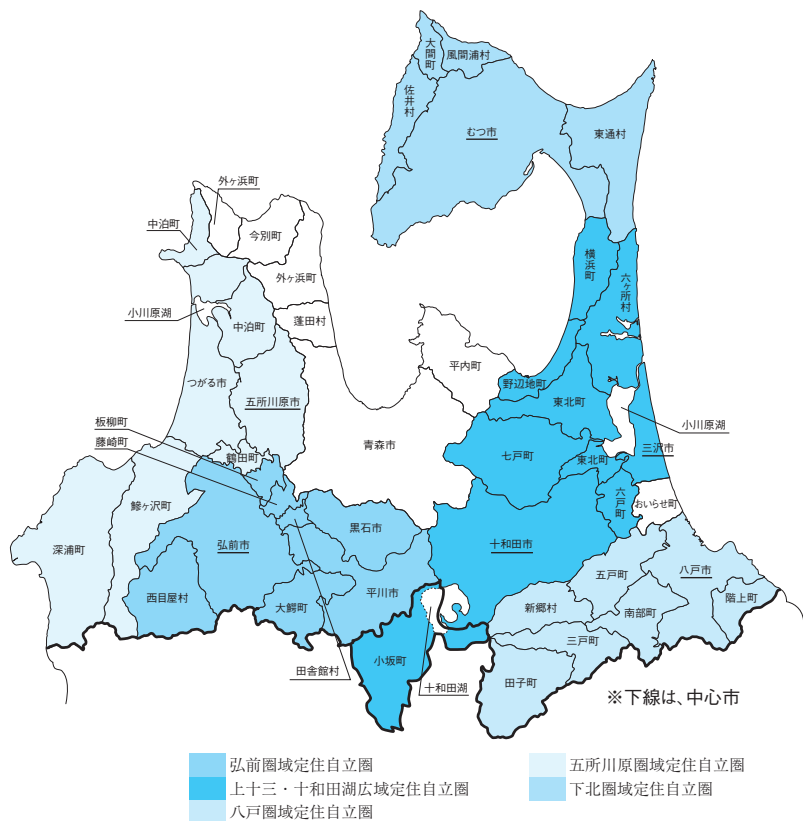 大間町
風間浦村
佐井村
むつ市
東通村
外ヶ浜町
中泊町
今別町
外ヶ浜町
横浜町
六ヶ所村
小川原湖
中泊町
蓬田村
平内町
つがる市
野辺地町
五所川原市
東北町
小川原湖
板柳町
藤崎町
青森市
鶴田町
七戸町
東北町
三沢市
六戸町
おいらせ町
鰺ヶ沢町
黒石市
深浦町
弘前市
十和田市
五戸町
八戸市
西目屋村
大鰐町
平川市
新郷村
南部町
階上町
三戸町
小坂町
田舎館村
十和田湖
田子町
※下線は、中心市
弘前圏域定住自立圏
五所川原圏域定住自立圏
上十三・十和田湖広域定住自立圏
下北圏域定住自立圏
八戸圏域定住自立圏